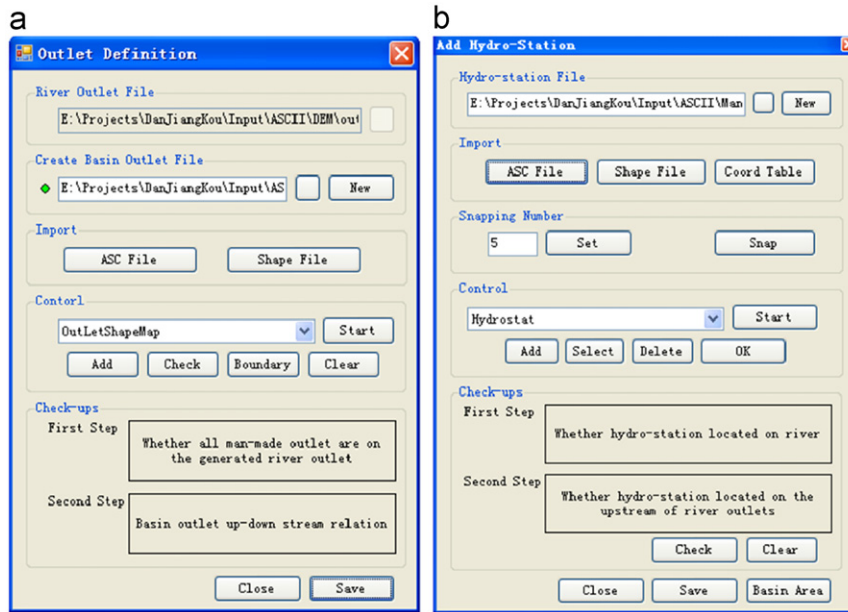 a
Outlet Definition
River Outlet File
E:\Projects\DanJiangKou\Input\ASCII\DEM\out
Create Basin Outlet File
E:\Projects\DanJiangKou\Input\AS
New
Import
ASC File
Shape File
Contorl
OutLetShapeMap
Start
Add
Check
Boundary
Clear
Check-ups
First Step
Whether all man-made outlet are on
the generated river outlet
Second Step
Basin outlet up-down stream relation
Close
Save
b
Add Hydro-Station
Hydro-station File
E:\Projects\DanJiangKou\Input\ASCII\Man
New
Import
ASC File
Shape File
Coord Table
Snapping Number
5
Set
Snap
Control
Hydrostat
Start
Add
Select
Delete
OK
Check-ups
First Step
Whether hydro-station located on river
Second Step
Whether hydro-station located on the
upstream of river outlets
Check
Clear
Close
Save
Basin Area